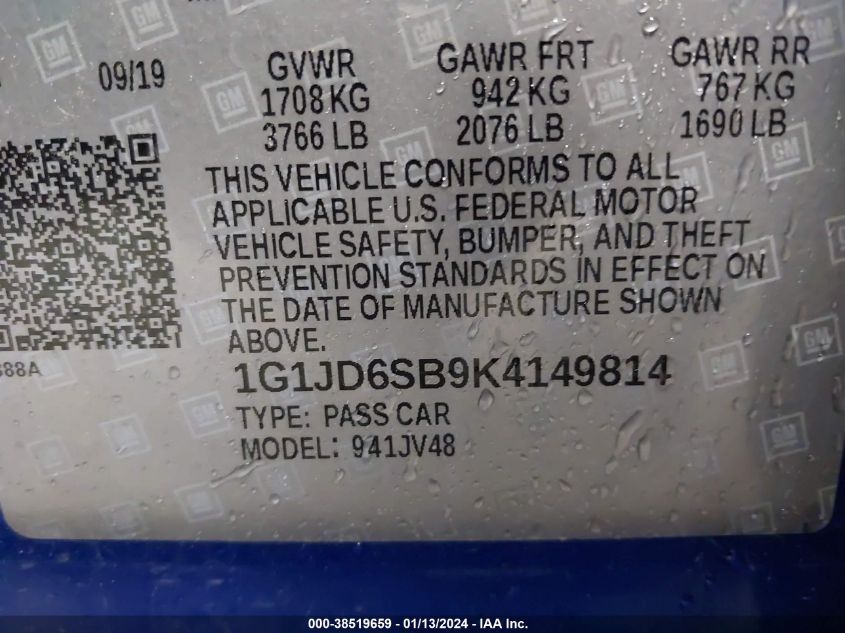 09/19
GVWR GAWR FRT GAWR RR
1708 KG 942 KG 767 KG
3766 LB 2076 LB 1690 LB
THIS VEHICLE CONFORMS TO ALL
APPLICABLE U.S. FEDERAL MOTOR
VEHICLE SAFETY, BUMPER, AND THEFT
PREVENTION STANDARDS IN EFFECT ON
THE DATE OF MANUFACTURE SHOWN
ABOVE.
388A
1G1JD6SB9K4149814
TYPE: PASS CAR
MODEL: 941JV48
000-38519659 - 01/13/2024 - IAA Inc.